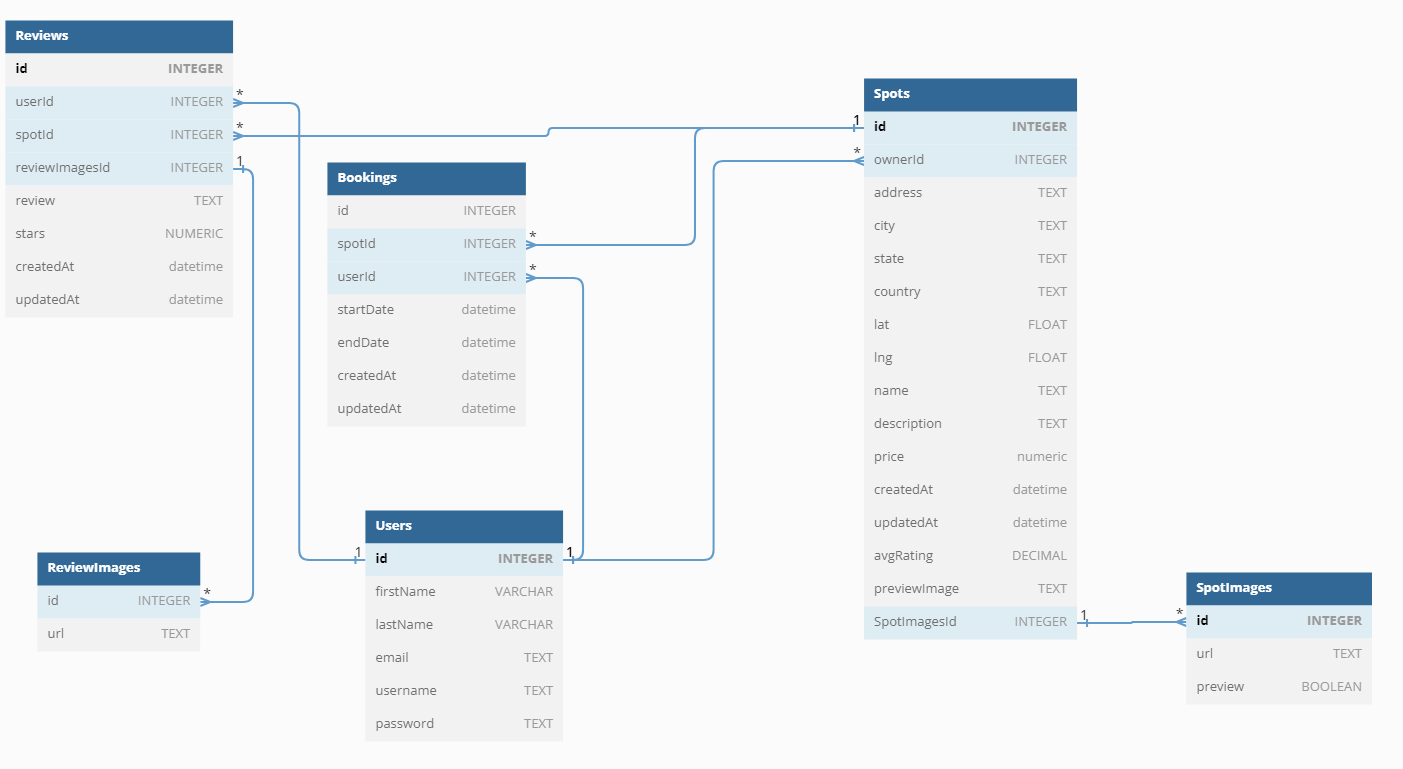 Reviews
id INTEGER
userId INTEGER *
spotId INTEGER *
reviewImagesId INTEGER 1
review TEXT
stars NUMERIC
createdAt datetime
updatedAt datetime
Bookings
id INTEGER
spotId INTEGER *
userId INTEGER *
startDate datetime
endDate datetime
createdAt datetime
updatedAt datetime
Spots
1 id INTEGER
* ownerId INTEGER
address TEXT
city TEXT
state TEXT
country TEXT
lat FLOAT
lng FLOAT
name TEXT
description TEXT
price numeric
createdAt datetime
updatedAt datetime
avgRating DECIMAL
previewImage TEXT
SpotImagesId INTEGER 1
Users
1 id INTEGER 1
firstName VARCHAR
lastName VARCHAR
email TEXT
username TEXT
password TEXT
ReviewImages
id INTEGER *
url TEXT
SpotImages
* id INTEGER
url TEXT
preview BOOLEAN